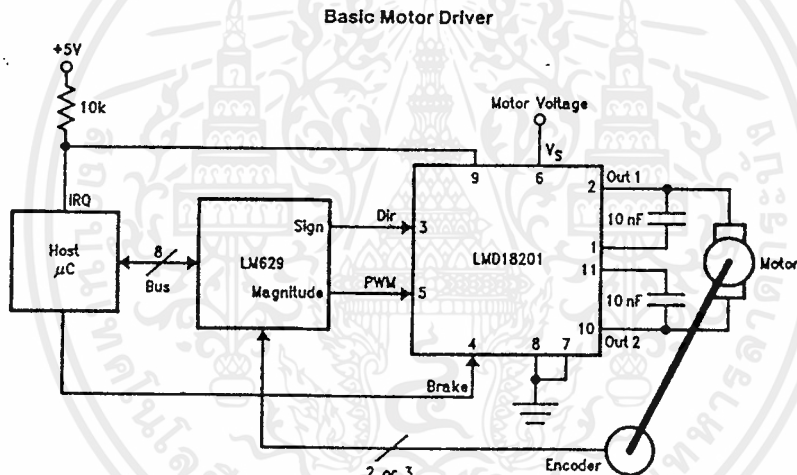 Basic Motor Driver
+5V
10k
Motor Voltage
VS
9
6
2
Out 1
IRQ
Host
µC
8
Bus
LM629
Sign
Magnitude
Dir
PWM
3
5
LMD18201
10 nF
1
11
10 nF
10
Out 2
Motor
4
8
7
Brake
2 or 3
Encoder